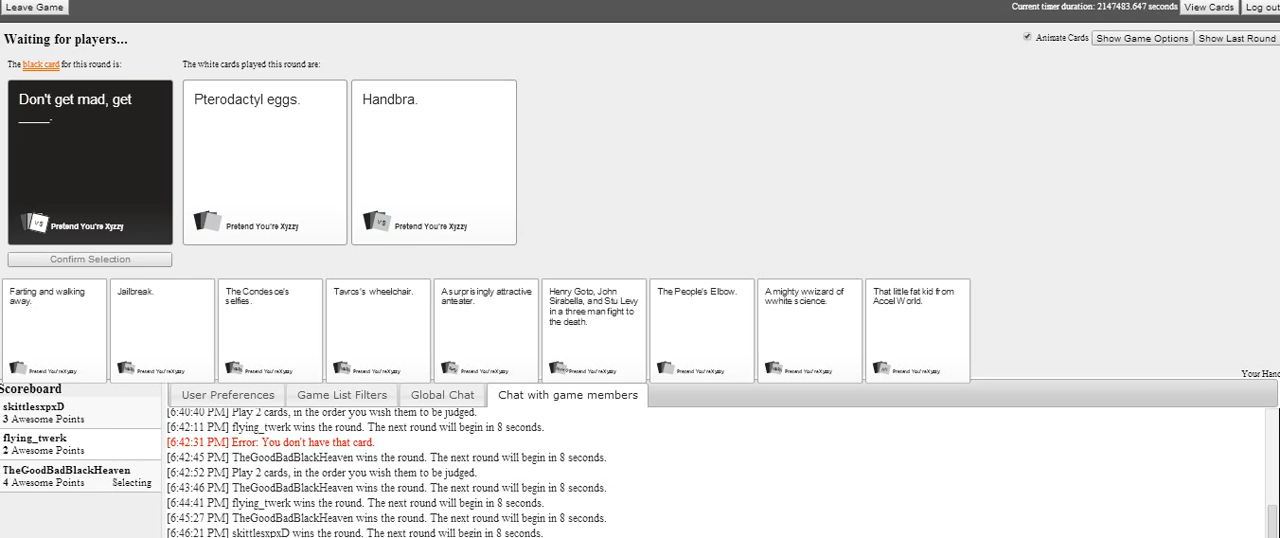 Leave Game
Current timer duration: 2147483.647 seconds
View Cards
Log out
Waiting for players...
Animate Cards
Show Game Options
Show Last Round
The black card for this round is:
The white cards played this round are:
Don't get mad, get
____.
VS
Pretend You're Xyzzy
Pterodactyl eggs.
Pretend You're Xyzzy
Handbra.
VS
Pretend You're Xyzzy
Confirm Selection
Farting and walking
away.
Pretend You're Xyzzy
Jailbreak.
Pretend You're Xyzzy
The Condesce's
selfies.
Pretend You're Xyzzy
Tavros's wheelchair.
Pretend You're Xyzzy
A surprisingly attractive
anteater.
Pretend You're Xyzzy
Henry Goto, John
Sirabella, and Stu Levy
in a three man fight to
the death.
Pretend You're Xyzzy
The People's Elbow.
Pretend You're Xyzzy
A mighty wwizard of
wwhite science.
Pretend You're Xyzzy
That little fat kid from
Accel World.
Pretend You're Xyzzy
Your Hand
Scoreboard
skittlesxpxD
3 Awesome Points
flying_twerk
2 Awesome Points
TheGoodBadBlackHeaven
4 Awesome Points
Selecting
User Preferences
Game List Filters
Global Chat
Chat with game members
[6:40:40 PM] Play 2 cards, in the order you wish them to be judged.
[6:42:11 PM] flying_twerk wins the round. The next round will begin in 8 seconds.
[6:42:31 PM] Error: You don't have that card.
[6:42:45 PM] TheGoodBadBlackHeaven wins the round. The next round will begin in 8 seconds.
[6:42:52 PM] Play 2 cards, in the order you wish them to be judged.
[6:43:46 PM] TheGoodBadBlackHeaven wins the round. The next round will begin in 8 seconds.
[6:44:41 PM] flying_twerk wins the round. The next round will begin in 8 seconds.
[6:45:27 PM] TheGoodBadBlackHeaven wins the round. The next round will begin in 8 seconds.
[6:46:21 PM] skittlesxpxD wins the round. The next round will begin in 8 seconds.